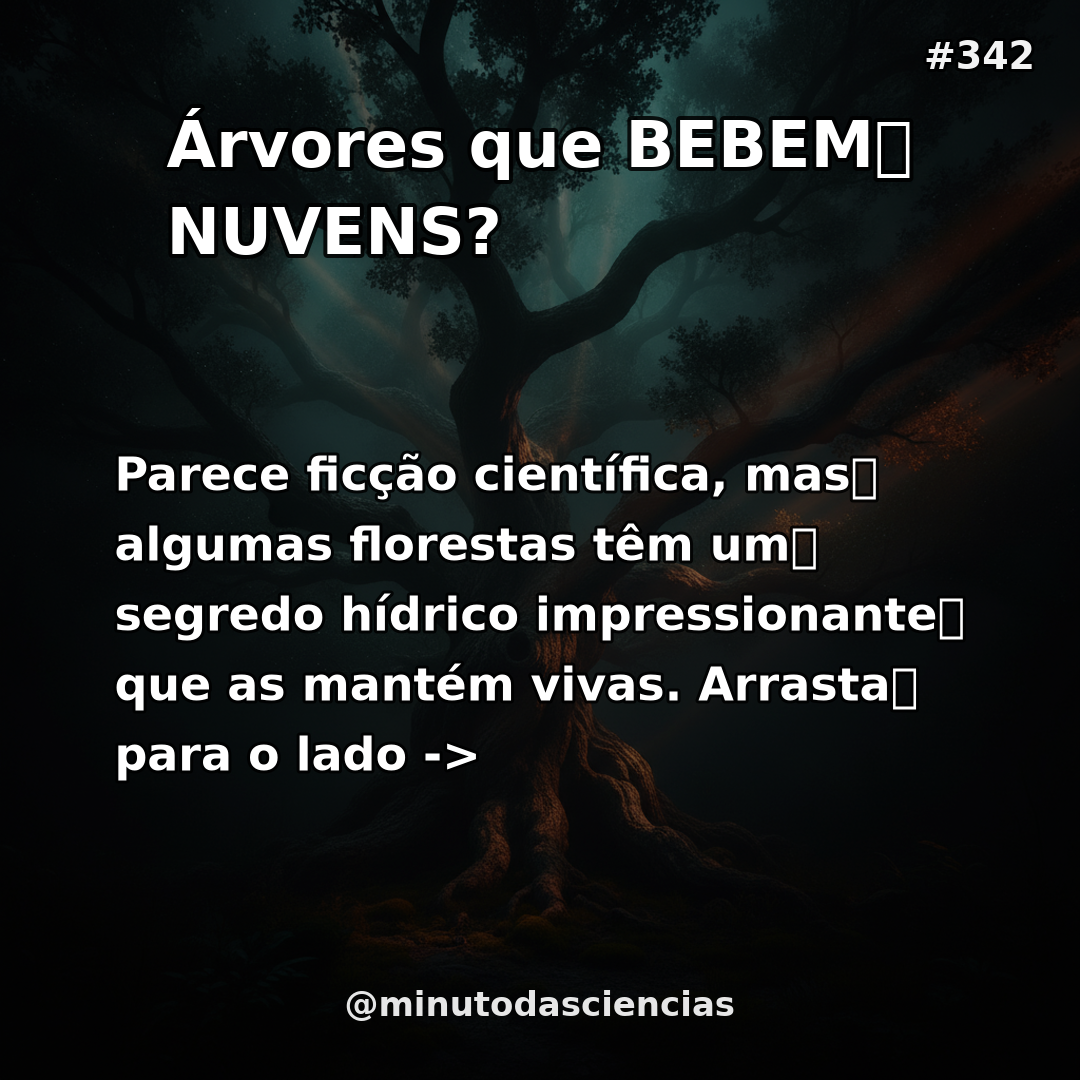 #342
Árvores que BEBEM▯
NUVENS?
Parece ficção científica, mas▯
algumas florestas têm um▯
segredo hídrico impressionante▯
que as mantém vivas. Arrasta▯
para o lado ->
@minutodasciencias